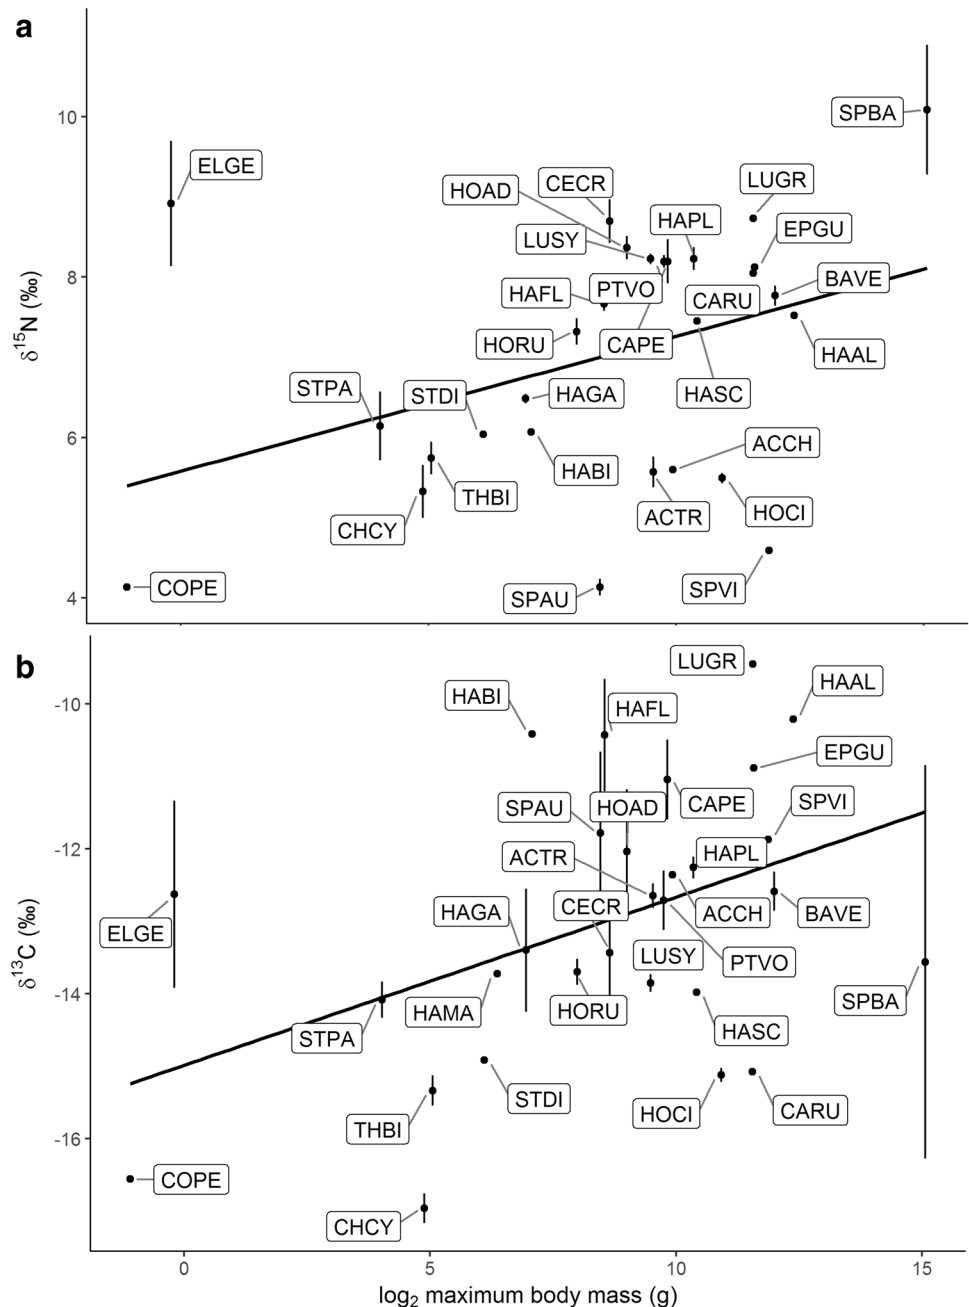 a
10
8
6
4
δ15N (‰)
SPBA
ELGE
HOAD
CECR
LUGR
LUSY
HAPL
EPGU
HAFL
PTVO
CARU
BAVE
HORU
CAPE
HAAL
STPA
STDI
HAGA
HASC
HABI
ACCH
THBI
CHCY
ACTR
HOCI
COPE
SPAU
SPVI
b
-10
-12
-14
-16
δ13C (‰)
LUGR
HABI
HAFL
HAAL
EPGU
SPAU
HOAD
CAPE
SPVI
ACTR
HAPL
HAGA
CECR
ACCH
BAVE
ELGE
LUSY
PTVO
STPA
HAMA
HORU
HASC
SPBA
THBI
STDI
HOCI
CARU
COPE
CHCY
0 5 10 15
log2 maximum body mass (g)